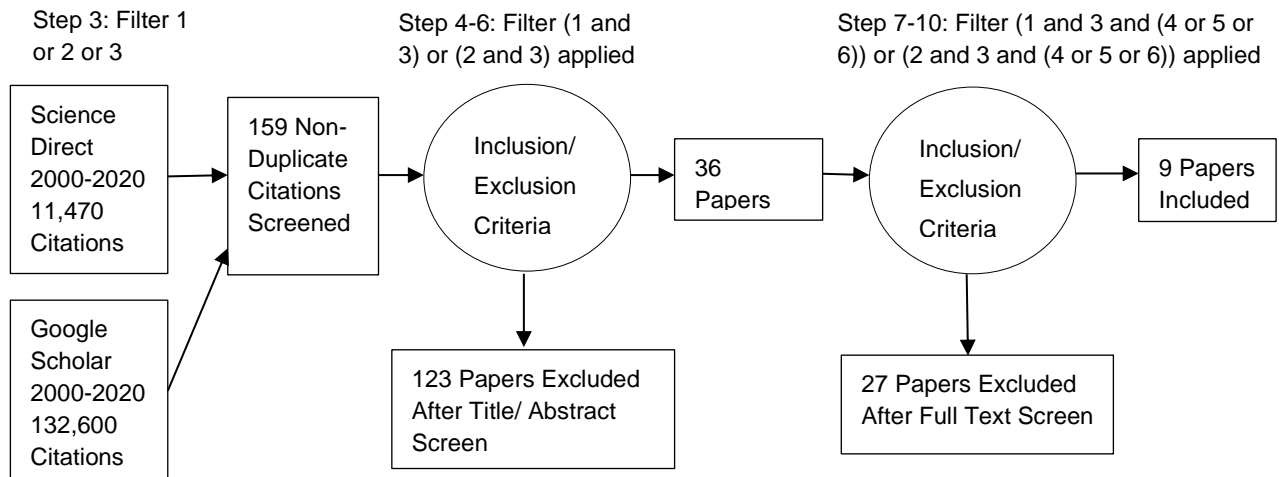 Step 3: Filter 1
or 2 or 3
Step 4-6: Filter (1 and
3) or (2 and 3) applied
Step 7-10: Filter (1 and 3 and (4 or 5 or
6)) or (2 and 3 and (4 or 5 or 6)) applied
Science
Direct
2000-2020
11,470
Citations
Google
Scholar
2000-2020
132,600
Citations
159 Non-
Duplicate
Citations
Screened
Inclusion/
Exclusion
Criteria
123 Papers Excluded
After Title/ Abstract
Screen
36
Papers
Inclusion/
Exclusion
Criteria
27 Papers Excluded
After Full Text Screen
9 Papers
Included